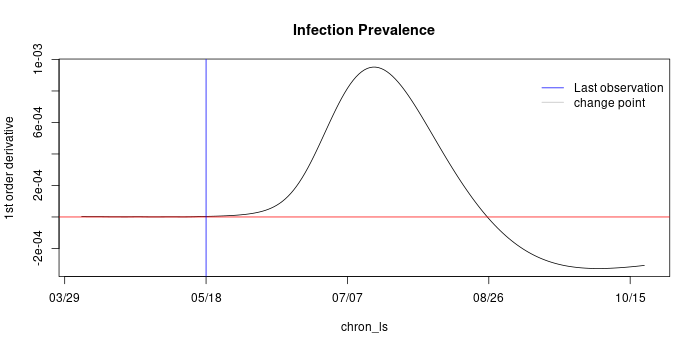 Infection Prevalence
1e-03
6e-04
2e-04
-2e-04
1st order derivative
Last observation
change point
03/29 05/18 07/07 08/26 10/15
chron_ls